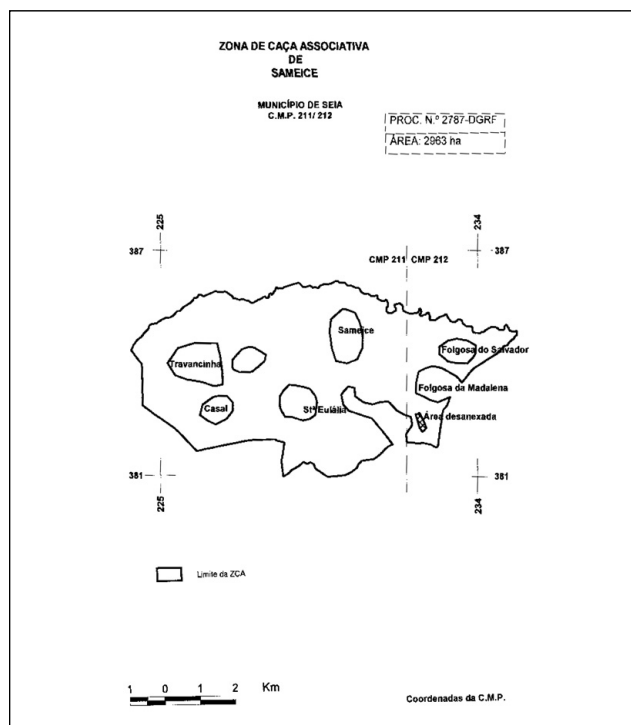 ZONA DE CAÇA ASSOCIATIVA
DE
SAMEICE
MUNICÍPIO DE SEIA
C.M.P. 211/ 212
PROC. N.º 2787-DGRF
ÁREA: 2963 ha
225
234
387
387
CMP 211
CMP 212
Sameice
Folgosa do Salvador
Travancinha
Folgosa da Madalena
Casal
Stª Eulália
Área desanexada
381
381
225
234
Limite da ZCA
1 0 1 2 Km
Coordenadas da C.M.P.